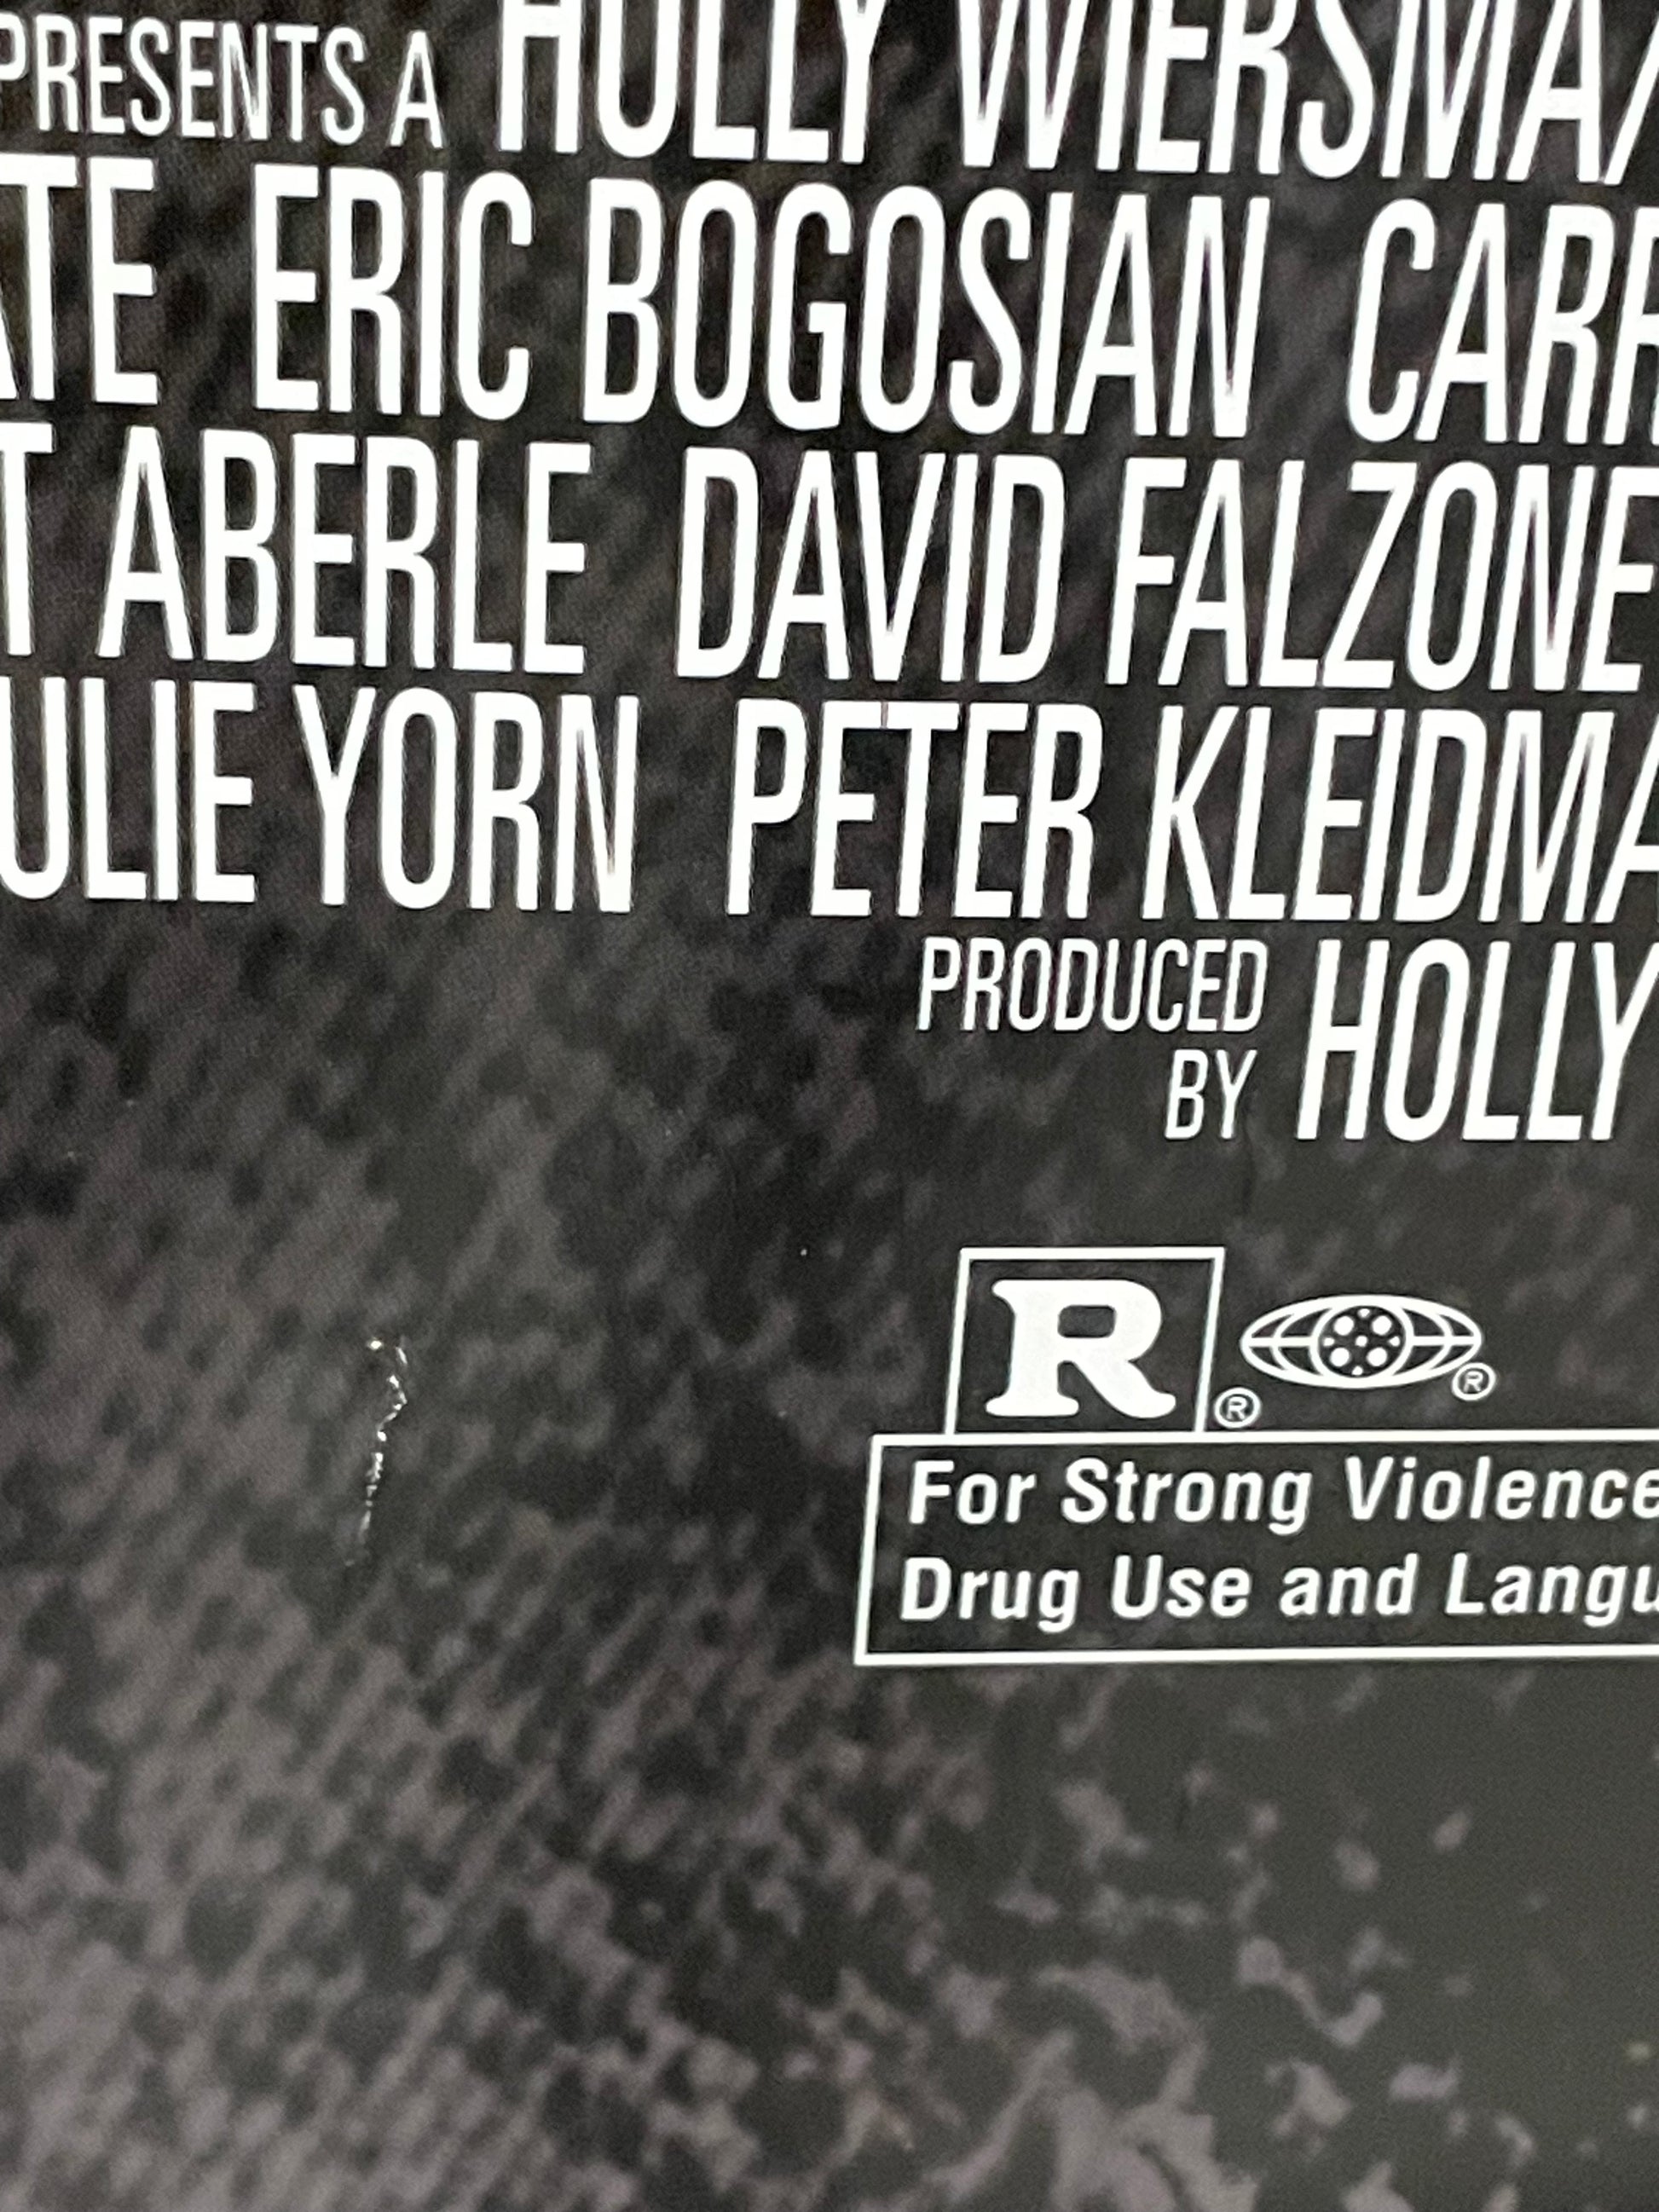 PRESENTS A HOLLY WIERSMA/
ATE ERIC BOGOSIAN CARR
T ABERLE DAVID FALZONE
ULIE YORN PETER KLEIDMA
PRODUCED
BY HOLLY
R ® ®
For Strong Violence
Drug Use and Langu